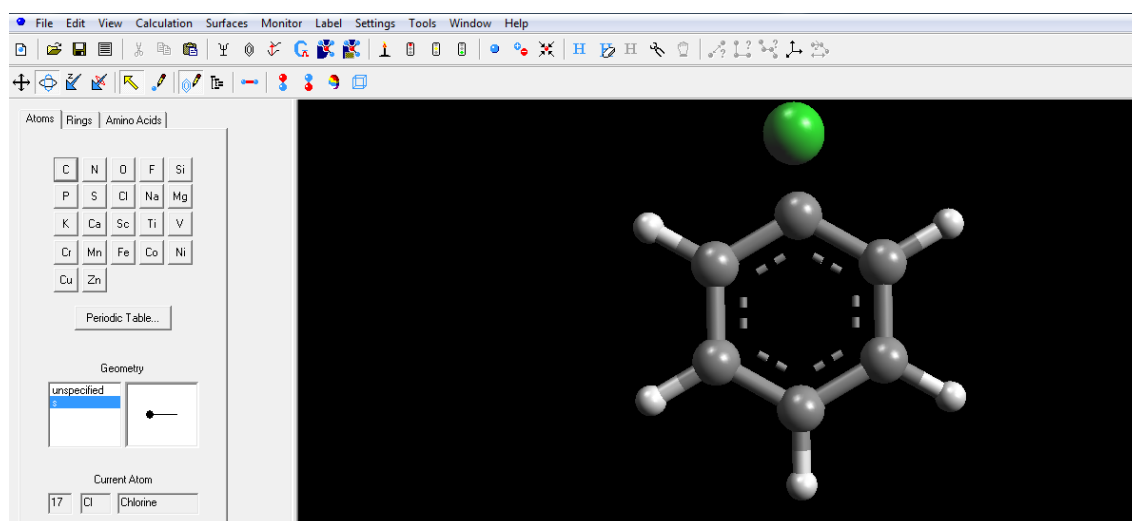 File Edit View Calculation Surfaces Monitor Label Settings Tools Window Help
H H
Atoms Rings Amino Acids
C N O F Si
P S Cl Na Mg
K Ca Sc Ti V
Cr Mn Fe Co Ni
Cu Zn
Periodic Table...
Geometry
unspecified
s
Current Atom
17 Cl Chlorine